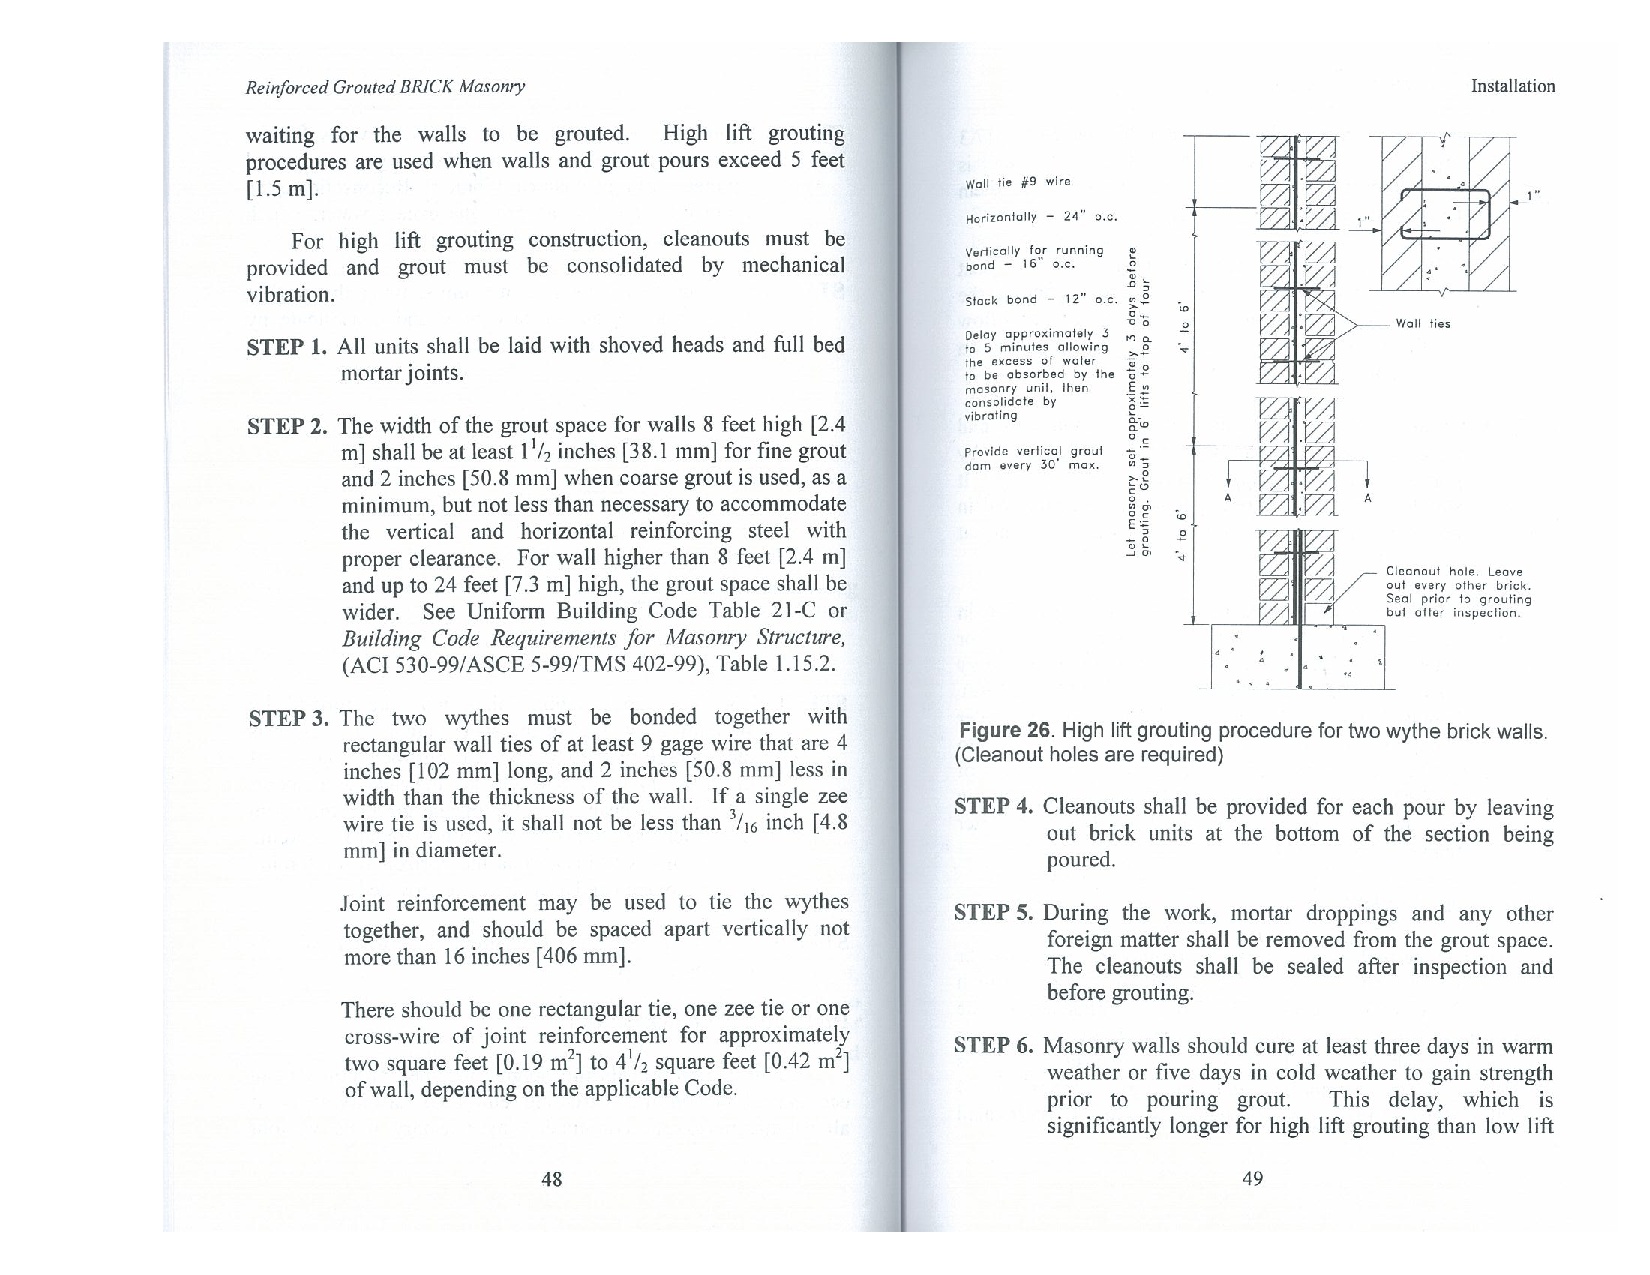 Reinforced Grouted BRICK Masonry
waiting for the walls to be grouted. High lift grouting
procedures are used when walls and grout pours exceed 5 feet
[1.5 m].
For high lift grouting construction, cleanouts must be
provided and grout must be consolidated by mechanical
vibration.
STEP 1. All units shall be laid with shoved heads and full bed
mortar joints.
STEP 2. The width of the grout space for walls 8 feet high [2.4
m] shall be at least 1 1/2 inches [38.1 mm] for fine grout
and 2 inches [50.8 mm] when coarse grout is used, as a
minimum, but not less than necessary to accommodate
the vertical and horizontal reinforcing steel with
proper clearance. For wall higher than 8 feet [2.4 m]
and up to 24 feet [7.3 m] high, the grout space shall be
wider. See Uniform Building Code Table 21-C or
Building Code Requirements for Masonry Structure,
(ACI 530-99/ASCE 5-99/TMS 402-99), Table 1.15.2.
STEP 3. The two wythes must be bonded together with
rectangular wall ties of at least 9 gage wire that are 4
inches [102 mm] long, and 2 inches [50.8 mm] less in
width than the thickness of the wall. If a single zee
wire tie is used, it shall not be less than 3/16 inch [4.8
mm] in diameter.
Joint reinforcement may be used to tie the wythes
together, and should be spaced apart vertically not
more than 16 inches [406 mm].
There should be one rectangular tie, one zee tie or one
cross-wire of joint reinforcement for approximately
two square feet [0.19 m²] to 4 1/2 square feet [0.42 m²]
of wall, depending on the applicable Code.
48
Installation
Wall tie #9 wire
Horizontally – 24" o.c.
Vertically for running
bond – 16" o.c.
Stack bond – 12" o.c.
Delay approximately 3
to 5 minutes allowing
the excess of water
to be absorbed by the
masonry unit, then
consolidate by
vibrating
Provide vertical grout
dam every 30' max.
Let masonry set approximately 3 days before
grouting. Grout in 6' lifts to top of pour
4' to 6'
4' to 6'
1"
1"
Wall ties
A
A
Cleanout hole. Leave
out every other brick.
Seal prior to grouting
but after inspection.
Figure 26. High lift grouting procedure for two wythe brick walls.
(Cleanout holes are required)
STEP 4. Cleanouts shall be provided for each pour by leaving
out brick units at the bottom of the section being
poured.
STEP 5. During the work, mortar droppings and any other
foreign matter shall be removed from the grout space.
The cleanouts shall be sealed after inspection and
before grouting.
STEP 6. Masonry walls should cure at least three days in warm
weather or five days in cold weather to gain strength
prior to pouring grout. This delay, which is
significantly longer for high lift grouting than low lift
49